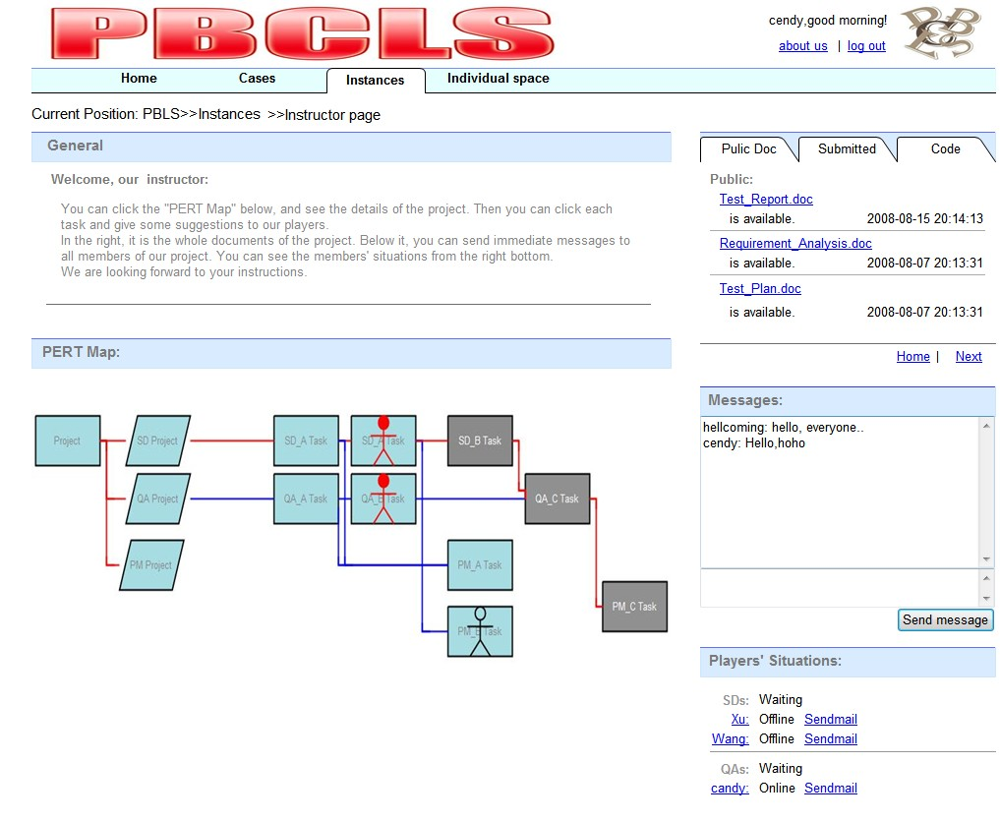 PBCLS
cendy,good morning!
about us | log out
Home Cases Instances Individual space
Current Position: PBLS>>Instances >>Instructor page
General
Welcome, our instructor:
You can click the "PERT Map" below, and see the details of the project. Then you can click each
task and give some suggestions to our players.
In the right, it is the whole documents of the project. Below it, you can send immediate messages to
all members of our project. You can see the members' situations from the right bottom.
We are looking forward to your instructions.
PERT Map:
Project SD Project SD_A Task SD_A Task SD_B Task
QA Project QA_A Task QA_B Task QA_C Task
PM Project PM_A Task
PM_B Task PM_C Task
Pulic Doc Submitted Code
Public:
Test_Report.doc
is available. 2008-08-15 20:14:13
Requirement_Analysis.doc
is available. 2008-08-07 20:13:31
Test_Plan.doc
is available. 2008-08-07 20:13:31
Home | Next
Messages:
hellcoming: hello, everyone..
cendy: Hello,hoho
Send message
Players' Situations:
SDs: Waiting
Xu: Offline Sendmail
Wang: Offline Sendmail
QAs: Waiting
candy: Online Sendmail